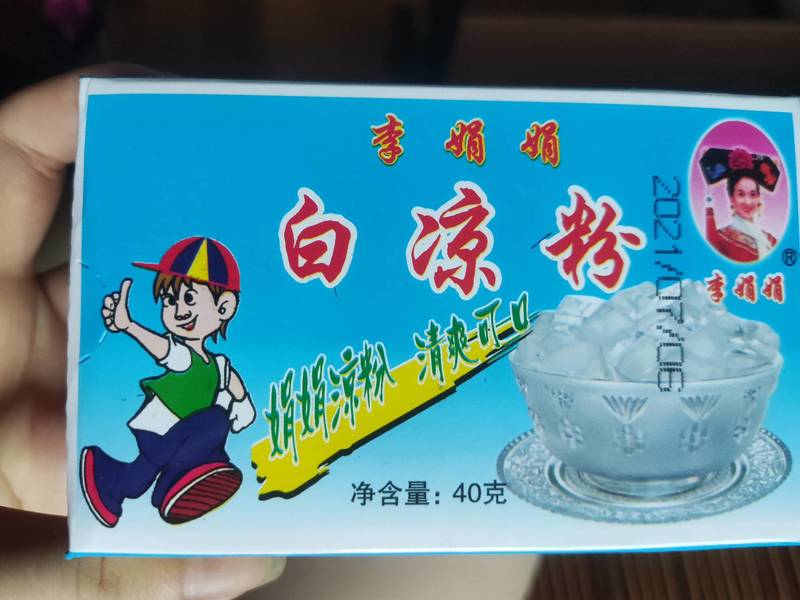 李娟娟
白凉粉
®
李娟娟
2021/07/06
娟娟凉粉 清爽可口
净含量：40克